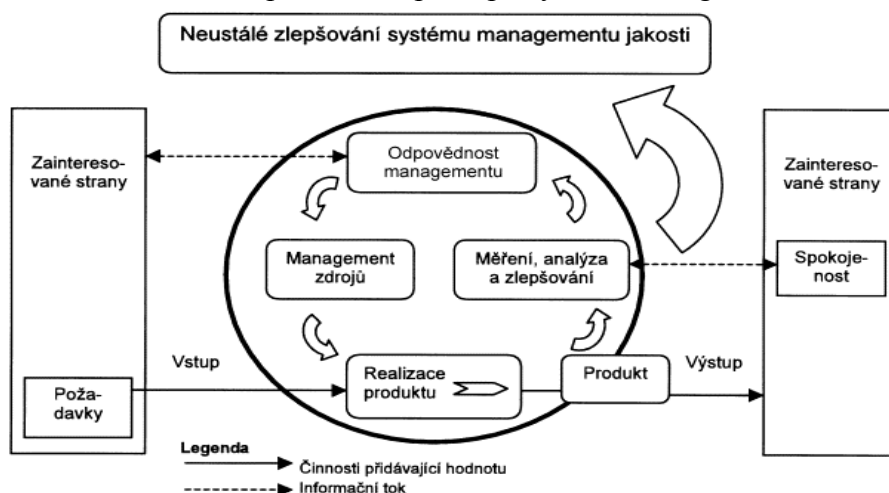 Neustálé zlepšování systému managementu jakosti
Zaintereso-
vané strany
Odpovědnost
managementu
Zaintereso-
vané strany
Management
zdrojů
Měření, analýza
a zlepšování
Spokoje-
nost
Vstup
Realizace
produktu
Produkt
Výstup
Poža-
davky
Legenda
Činnosti přidávající hodnotu
Informační tok